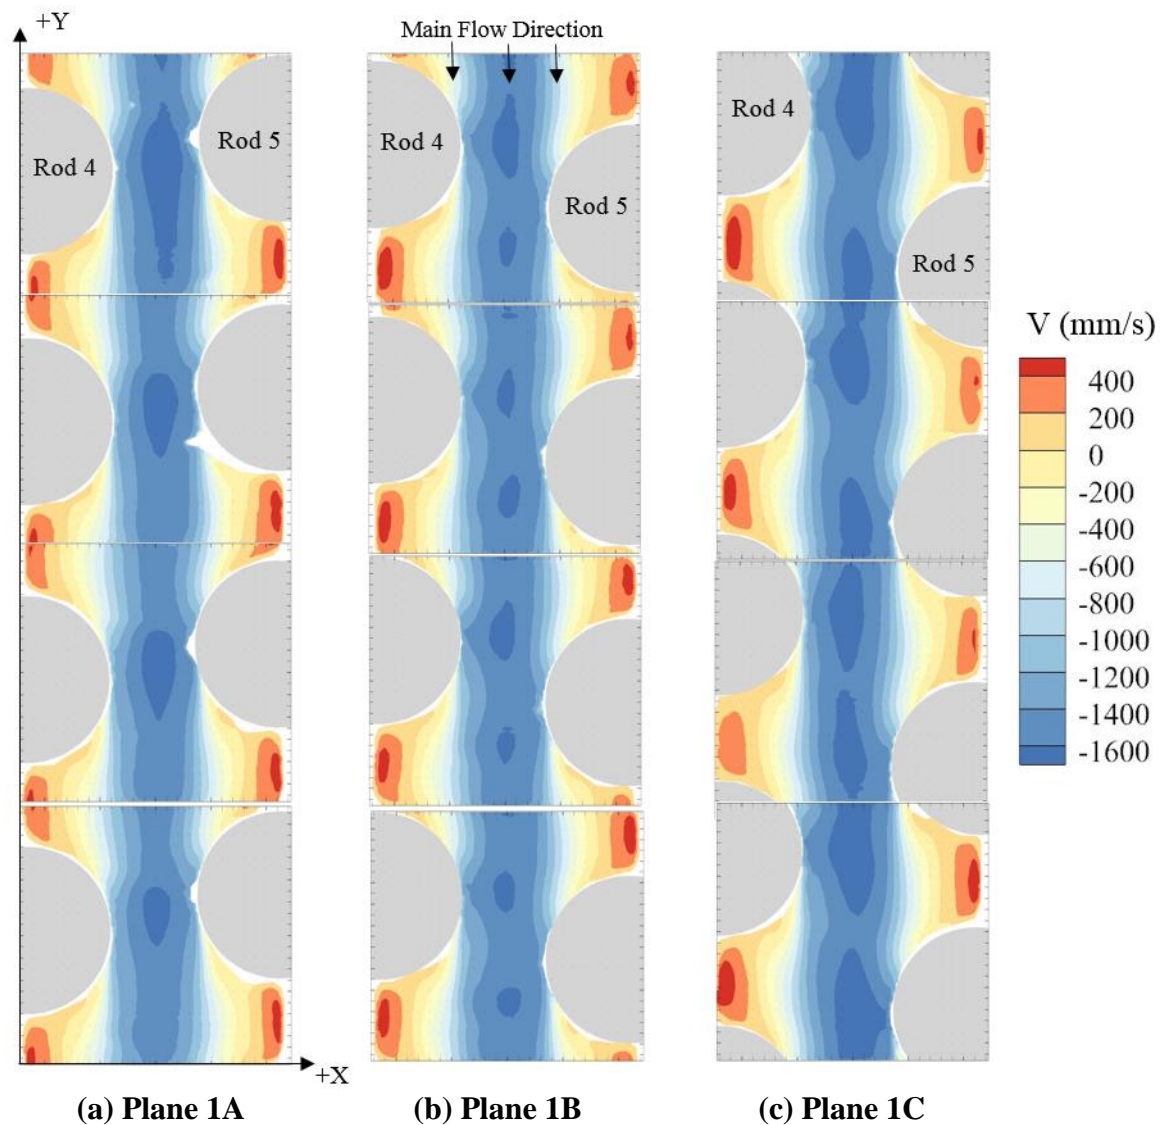 +Y
Main Flow Direction
Rod 4
Rod 5
Rod 4
Rod 5
Rod 4
Rod 5
V (mm/s)
400
200
0
-200
-400
-600
-800
-1000
-1200
-1400
-1600
+X
(a) Plane 1A
(b) Plane 1B
(c) Plane 1C